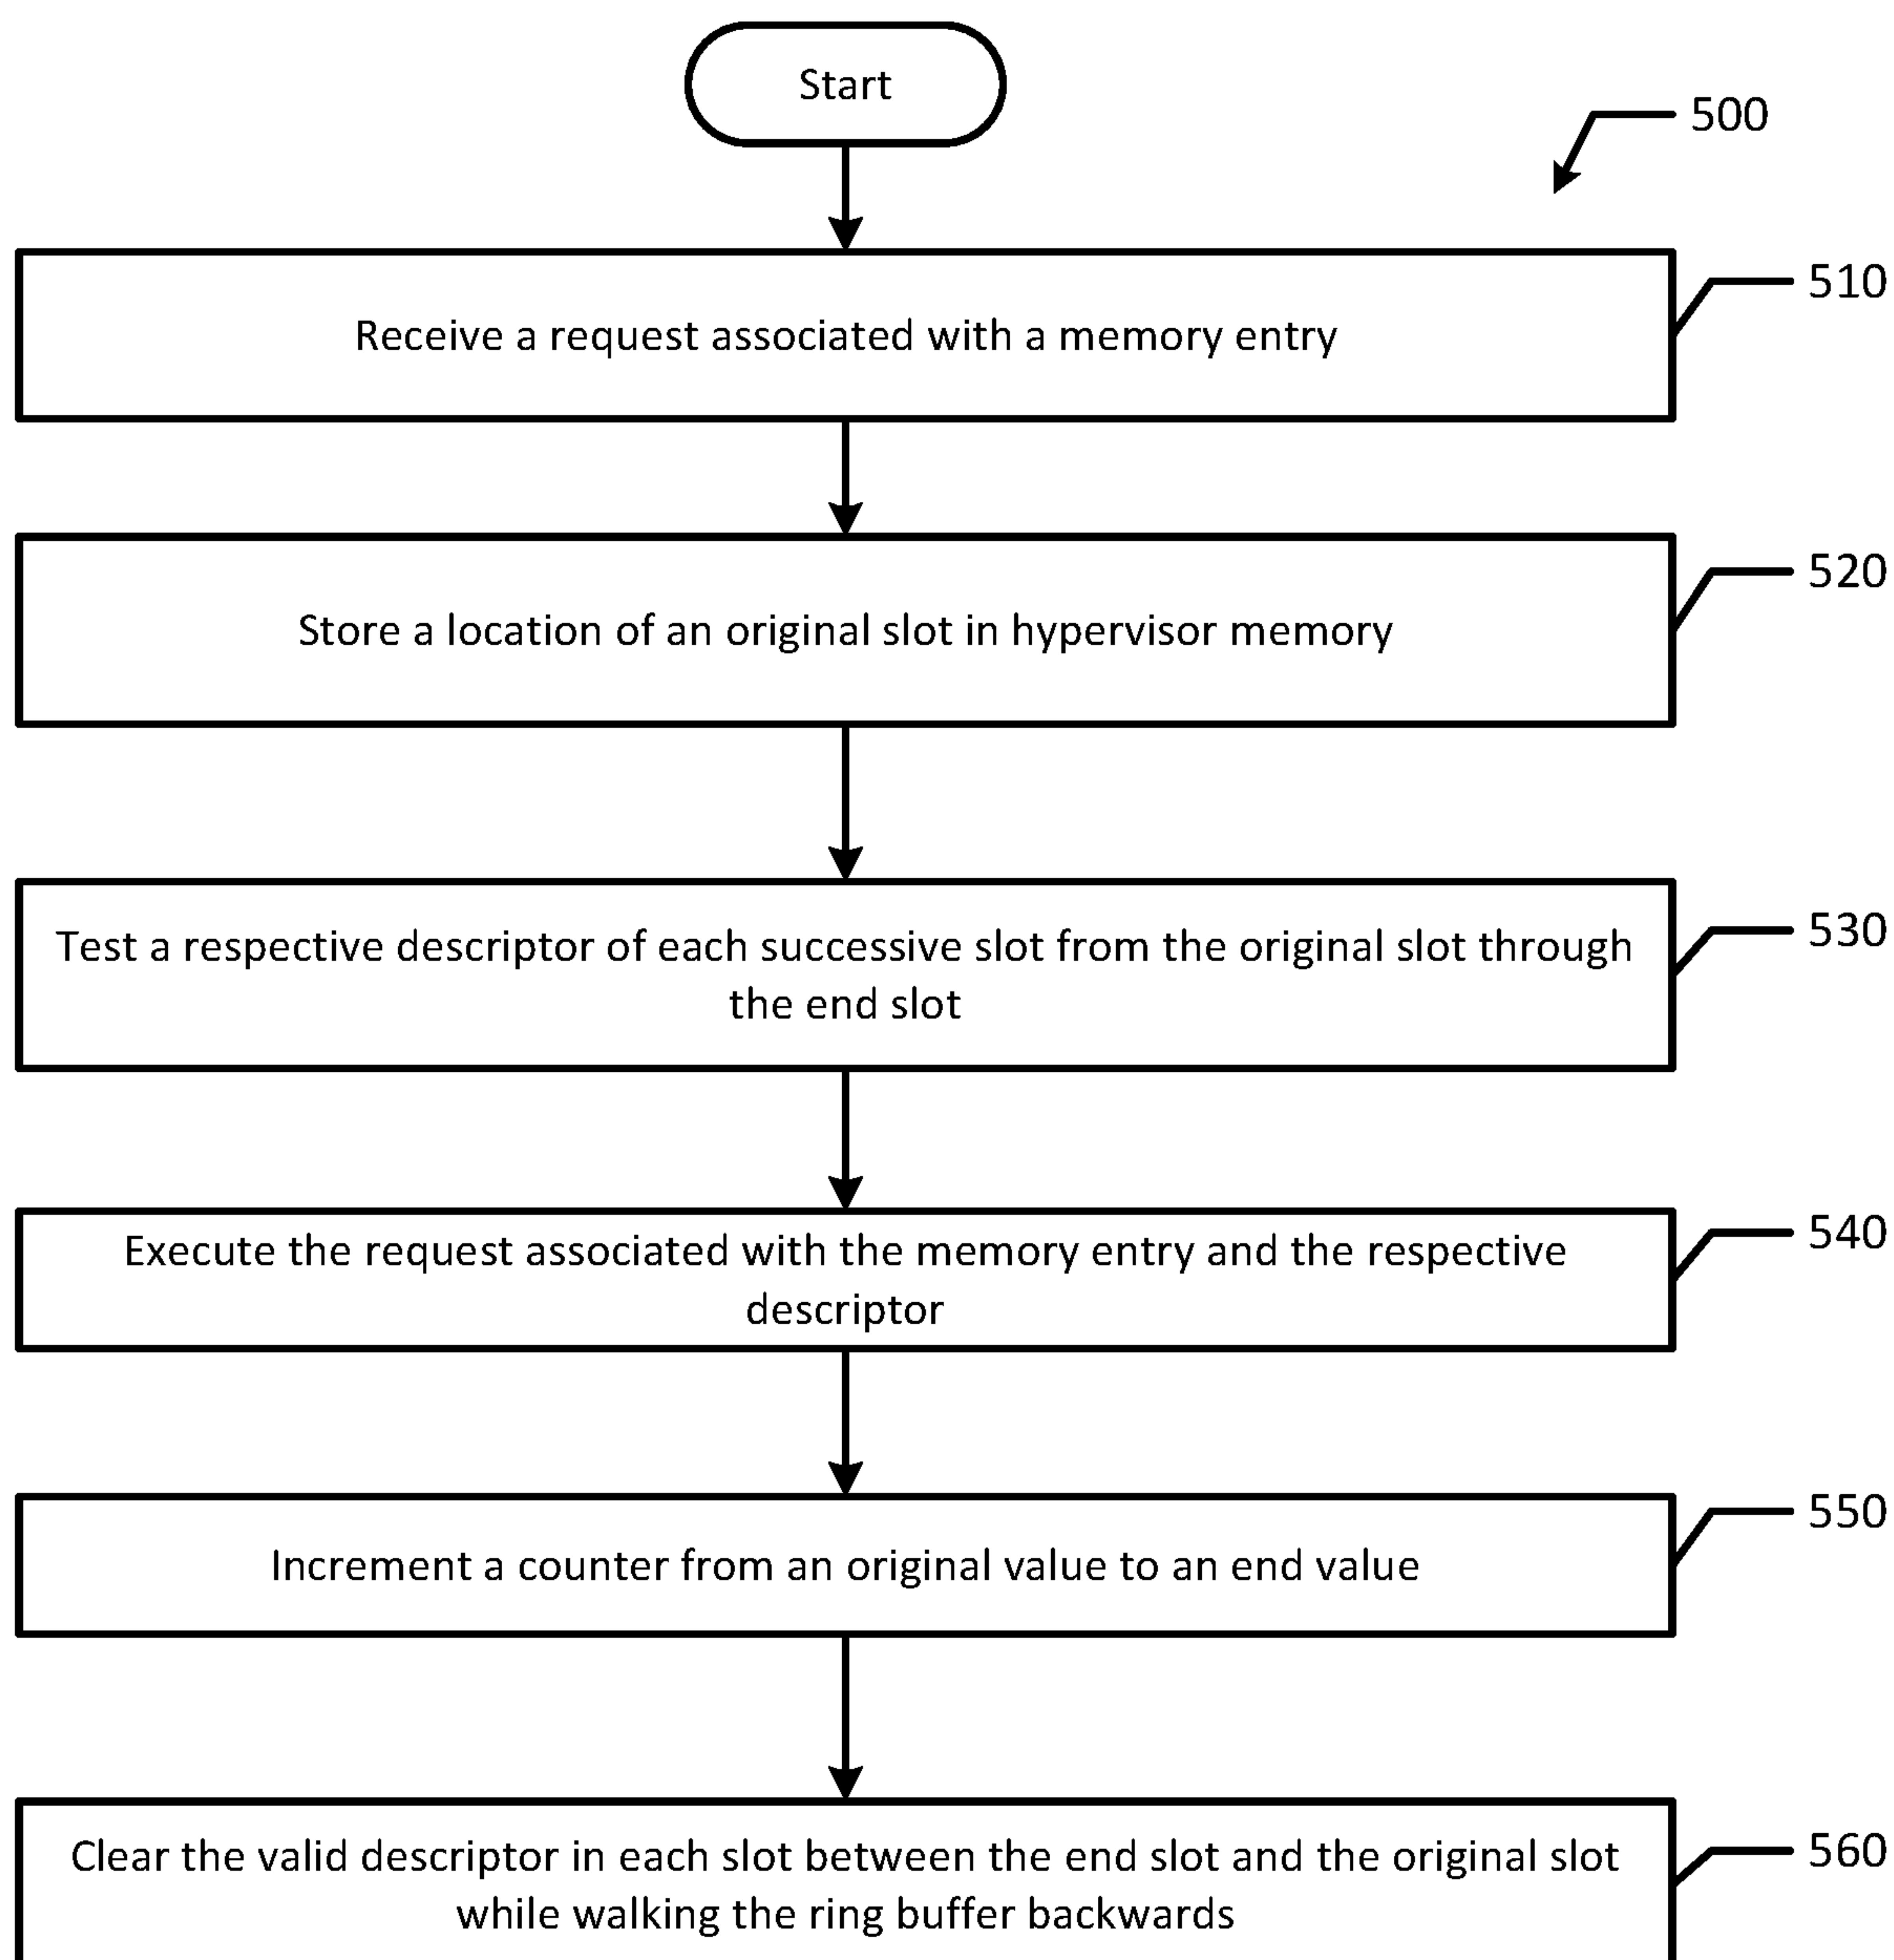 Start
500
Receive a request associated with a memory entry
510
Store a location of an original slot in hypervisor memory
520
Test a respective descriptor of each successive slot from the original slot through
the end slot
530
Execute the request associated with the memory entry and the respective
descriptor
540
Increment a counter from an original value to an end value
550
Clear the valid descriptor in each slot between the end slot and the original slot
while walking the ring buffer backwards
560